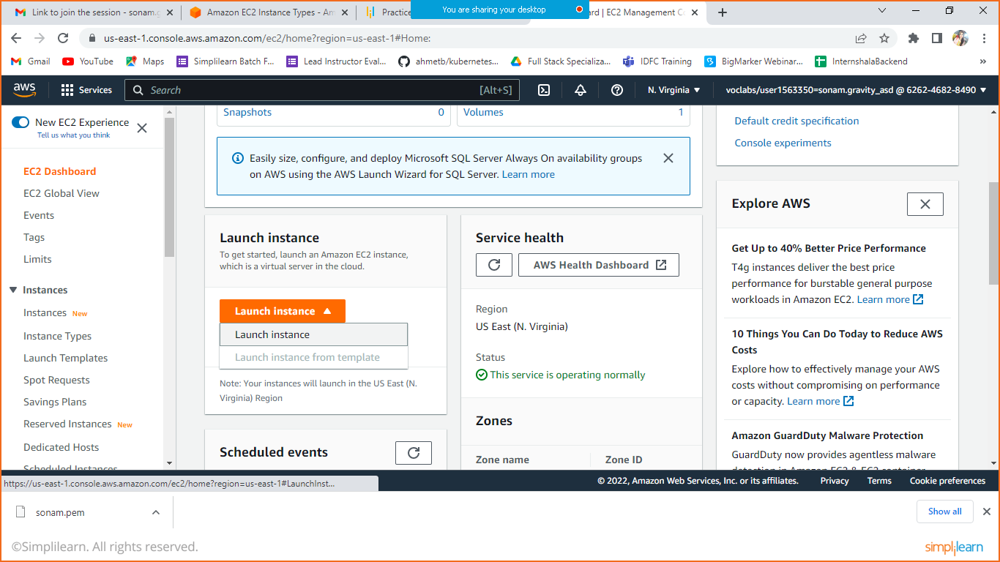 Link to join the session - sonam.g
Amazon EC2 Instance Types - Am
Practice
You are sharing your desktop
rd | EC2 Management Co
us-east-1.console.aws.amazon.com/ec2/home?region=us-east-1#Home:
Gmail
YouTube
Maps
Simplilearn Batch F...
Lead Instructor Eval...
ahmetb/kubernetes...
Full Stack Specializa...
IDFC Training
BigMarker Webinar...
InternshalaBackend
»
aws
Services
Search
[Alt+S]
N. Virginia
voclabs/user1563350=sonam.gravity_asd @ 6262-4682-8490
New EC2 Experience
Tell us what you think
EC2 Dashboard
EC2 Global View
Events
Tags
Limits
Instances
Instances New
Instance Types
Launch Templates
Spot Requests
Savings Plans
Reserved Instances New
Dedicated Hosts
Scheduled Instances
Snapshots 0
Volumes 1
Easily size, configure, and deploy Microsoft SQL Server Always On availability groups
on AWS using the AWS Launch Wizard for SQL Server. Learn more
Launch instance
To get started, launch an Amazon EC2 instance,
which is a virtual server in the cloud.
Launch instance
Launch instance
Launch instance from template
Note: Your instances will launch in the US East (N.
Virginia) Region
Scheduled events
Service health
AWS Health Dashboard
Region
US East (N. Virginia)
Status
This service is operating normally
Zones
Zone name
Zone ID
Default credit specification
Console experiments
Explore AWS
Get Up to 40% Better Price Performance
T4g instances deliver the best price
performance for burstable general purpose
workloads in Amazon EC2. Learn more
10 Things You Can Do Today to Reduce AWS
Costs
Explore how to effectively manage your AWS
costs without compromising on performance
or capacity. Learn more
Amazon GuardDuty Malware Protection
GuardDuty now provides agentless malware
detection in Amazon EC2 & EC2 container
https://us-east-1.console.aws.amazon.com/ec2/home?region=us-east-1#LaunchInst...
© 2022, Amazon Web Services, Inc. or its affiliates.
Privacy
Terms
Cookie preferences
sonam.pem
Show all
©Simplilearn. All rights reserved.
simplilearn